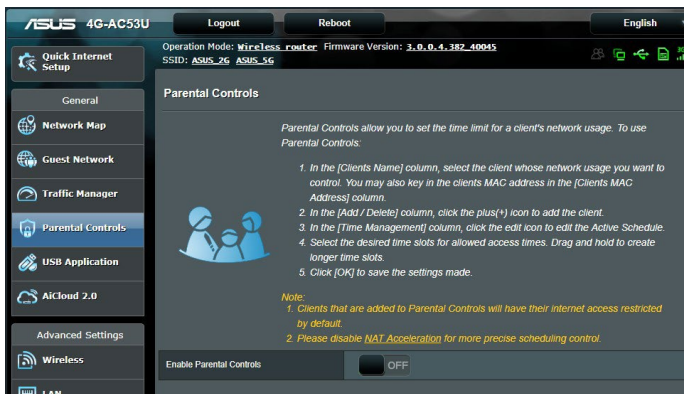 ASUS 4G-AC53U
Logout
Reboot
English
Quick Internet
Setup
Operation Mode: Wireless router Firmware Version: 3.0.0.4.382_40045
SSID: ASUS_2G ASUS_5G
General
Network Map
Guest Network
Traffic Manager
Parental Controls
USB Application
AiCloud 2.0
Advanced Settings
Wireless
LAN
Parental Controls
Parental Controls allow you to set the time limit for a client's network usage. To use
Parental Controls:
1. In the [Clients Name] column, select the client whose network usage you want to
control. You may also key in the clients MAC address in the [Clients MAC
Address] column.
2. In the [Add / Delete] column, click the plus(+) icon to add the client.
3. In the [Time Management] column, click the edit icon to edit the Active Schedule.
4. Select the desired time slots for allowed access times. Drag and hold to create
longer time slots.
5. Click [OK] to save the settings made.
Note:
1. Clients that are added to Parental Controls will have their internet access restricted
by default.
2. Please disable NAT Acceleration for more precise scheduling control.
Enable Parental Controls
OFF